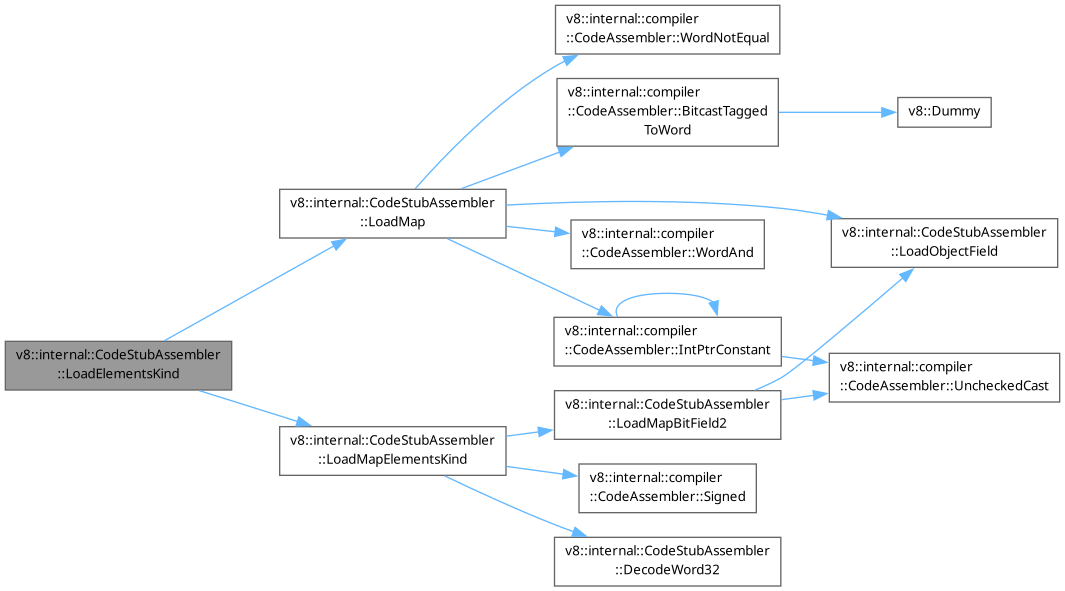 v8::internal::compiler
::CodeAssembler::WordNotEqual
v8::internal::compiler
::CodeAssembler::BitcastTagged
ToWord
v8::Dummy
v8::internal::CodeStubAssembler
::LoadMap
v8::internal::compiler
::CodeAssembler::WordAnd
v8::internal::CodeStubAssembler
::LoadObjectField
v8::internal::compiler
::CodeAssembler::IntPtrConstant
v8::internal::CodeStubAssembler
::LoadElementsKind
v8::internal::compiler
::CodeAssembler::UncheckedCast
v8::internal::CodeStubAssembler
::LoadMapBitField2
v8::internal::CodeStubAssembler
::LoadMapElementsKind
v8::internal::compiler
::CodeAssembler::Signed
v8::internal::CodeStubAssembler
::DecodeWord32